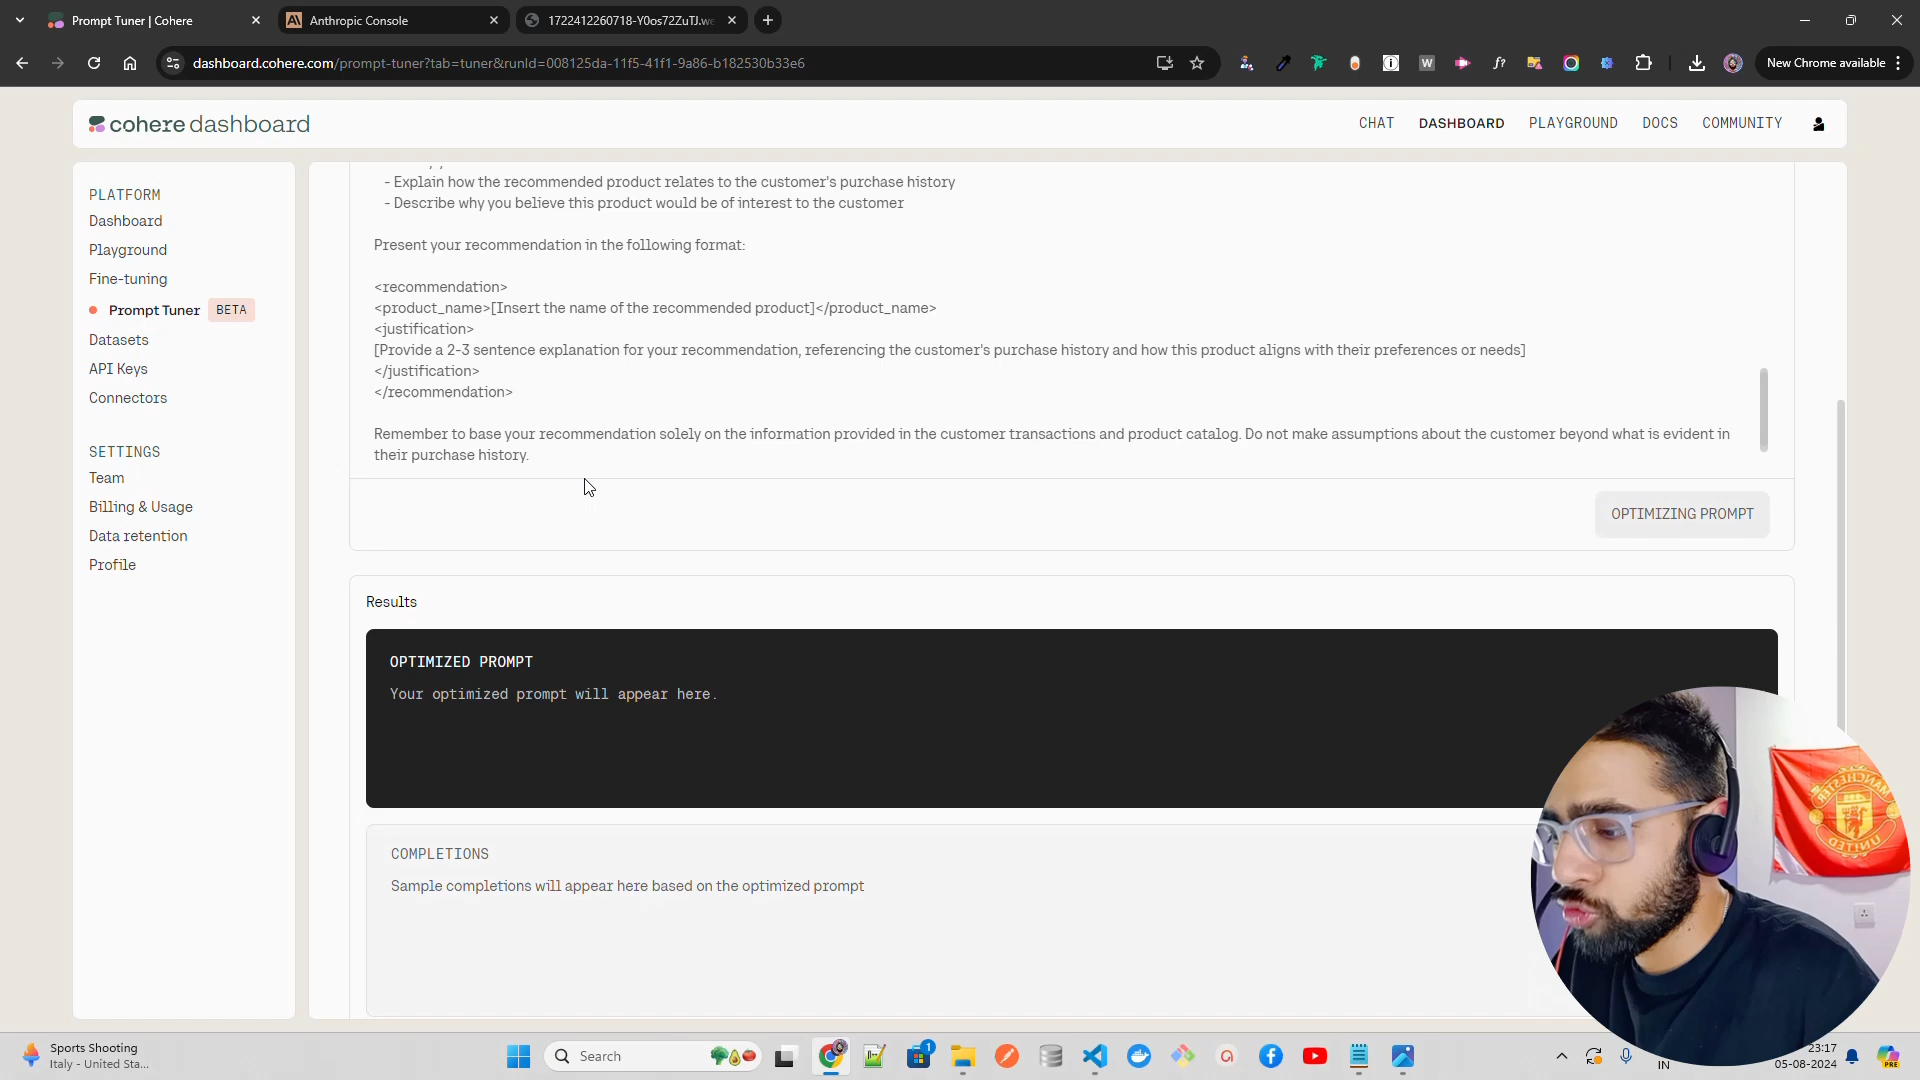 Prompt Tuner | Cohere
Anthropic Console
1722412260718-Y0os72ZuTJ.we
dashboard.cohere.com/prompt-tuner?tab=tuner&runId=008125da-11f5-41f1-9a86-b182530b33e6
New Chrome available
cohere dashboard
CHAT
DASHBOARD
PLAYGROUND
DOCS
COMMUNITY
PLATFORM
Dashboard
Playground
Fine-tuning
Prompt Tuner BETA
Datasets
API Keys
Connectors
SETTINGS
Team
Billing & Usage
Data retention
Profile
- Explain how the recommended product relates to the customer's purchase history
- Describe why you believe this product would be of interest to the customer
Present your recommendation in the following format:
<recommendation>
<product_name>[Insert the name of the recommended product]</product_name>
<justification>
[Provide a 2-3 sentence explanation for your recommendation, referencing the customer's purchase history and how this product aligns with their preferences or needs]
</justification>
</recommendation>
Remember to base your recommendation solely on the information provided in the customer transactions and product catalog. Do not make assumptions about the customer beyond what is evident in
their purchase history.
OPTIMIZING PROMPT
Results
OPTIMIZED PROMPT
Your optimized prompt will appear here.
COMPLETIONS
Sample completions will appear here based on the optimized prompt
MANCHESTER
UNITED
Sports Shooting
Italy - United Sta...
Search
1
IN
23:17
05-08-2024
PRE